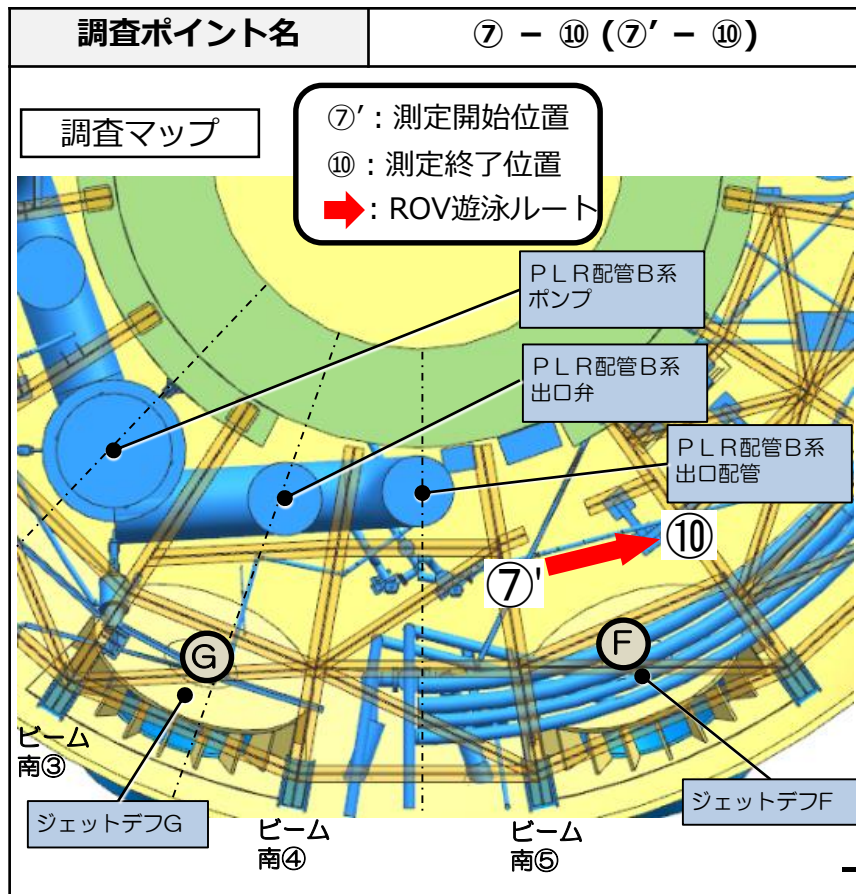 調査ポイント名
⑦ − ⑩ (⑦′ − ⑩)
調査マップ
⑦′：測定開始位置
⑩：測定終了位置
：ROV遊泳ルート
ＰＬＲ配管Ｂ系
ポンプ
ＰＬＲ配管Ｂ系
出口弁
ＰＬＲ配管Ｂ系
出口配管
⑩
⑦'
G
F
ビーム
南③
ジェットデフG
ビーム
南④
ビーム
南⑤
ジェットデフF